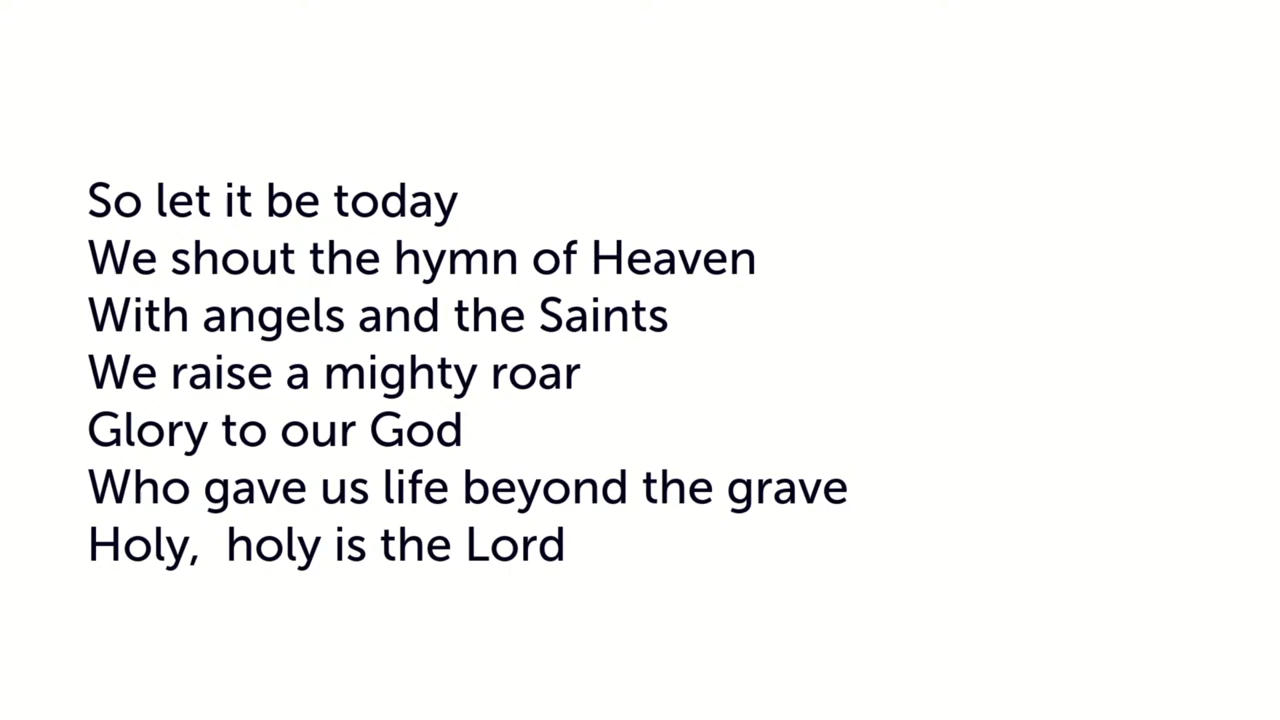 So let it be today
We shout the hymn of Heaven
With angels and the Saints
We raise a mighty roar
Glory to our God
Who gave us life beyond the grave
Holy,  holy is the Lord